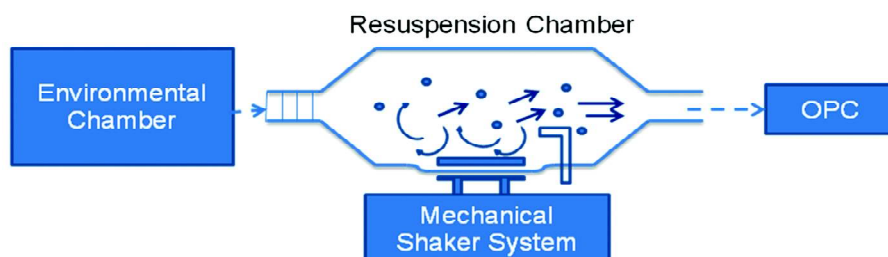 Resuspension Chamber
Environmental
Chamber
OPC
Mechanical
Shaker System